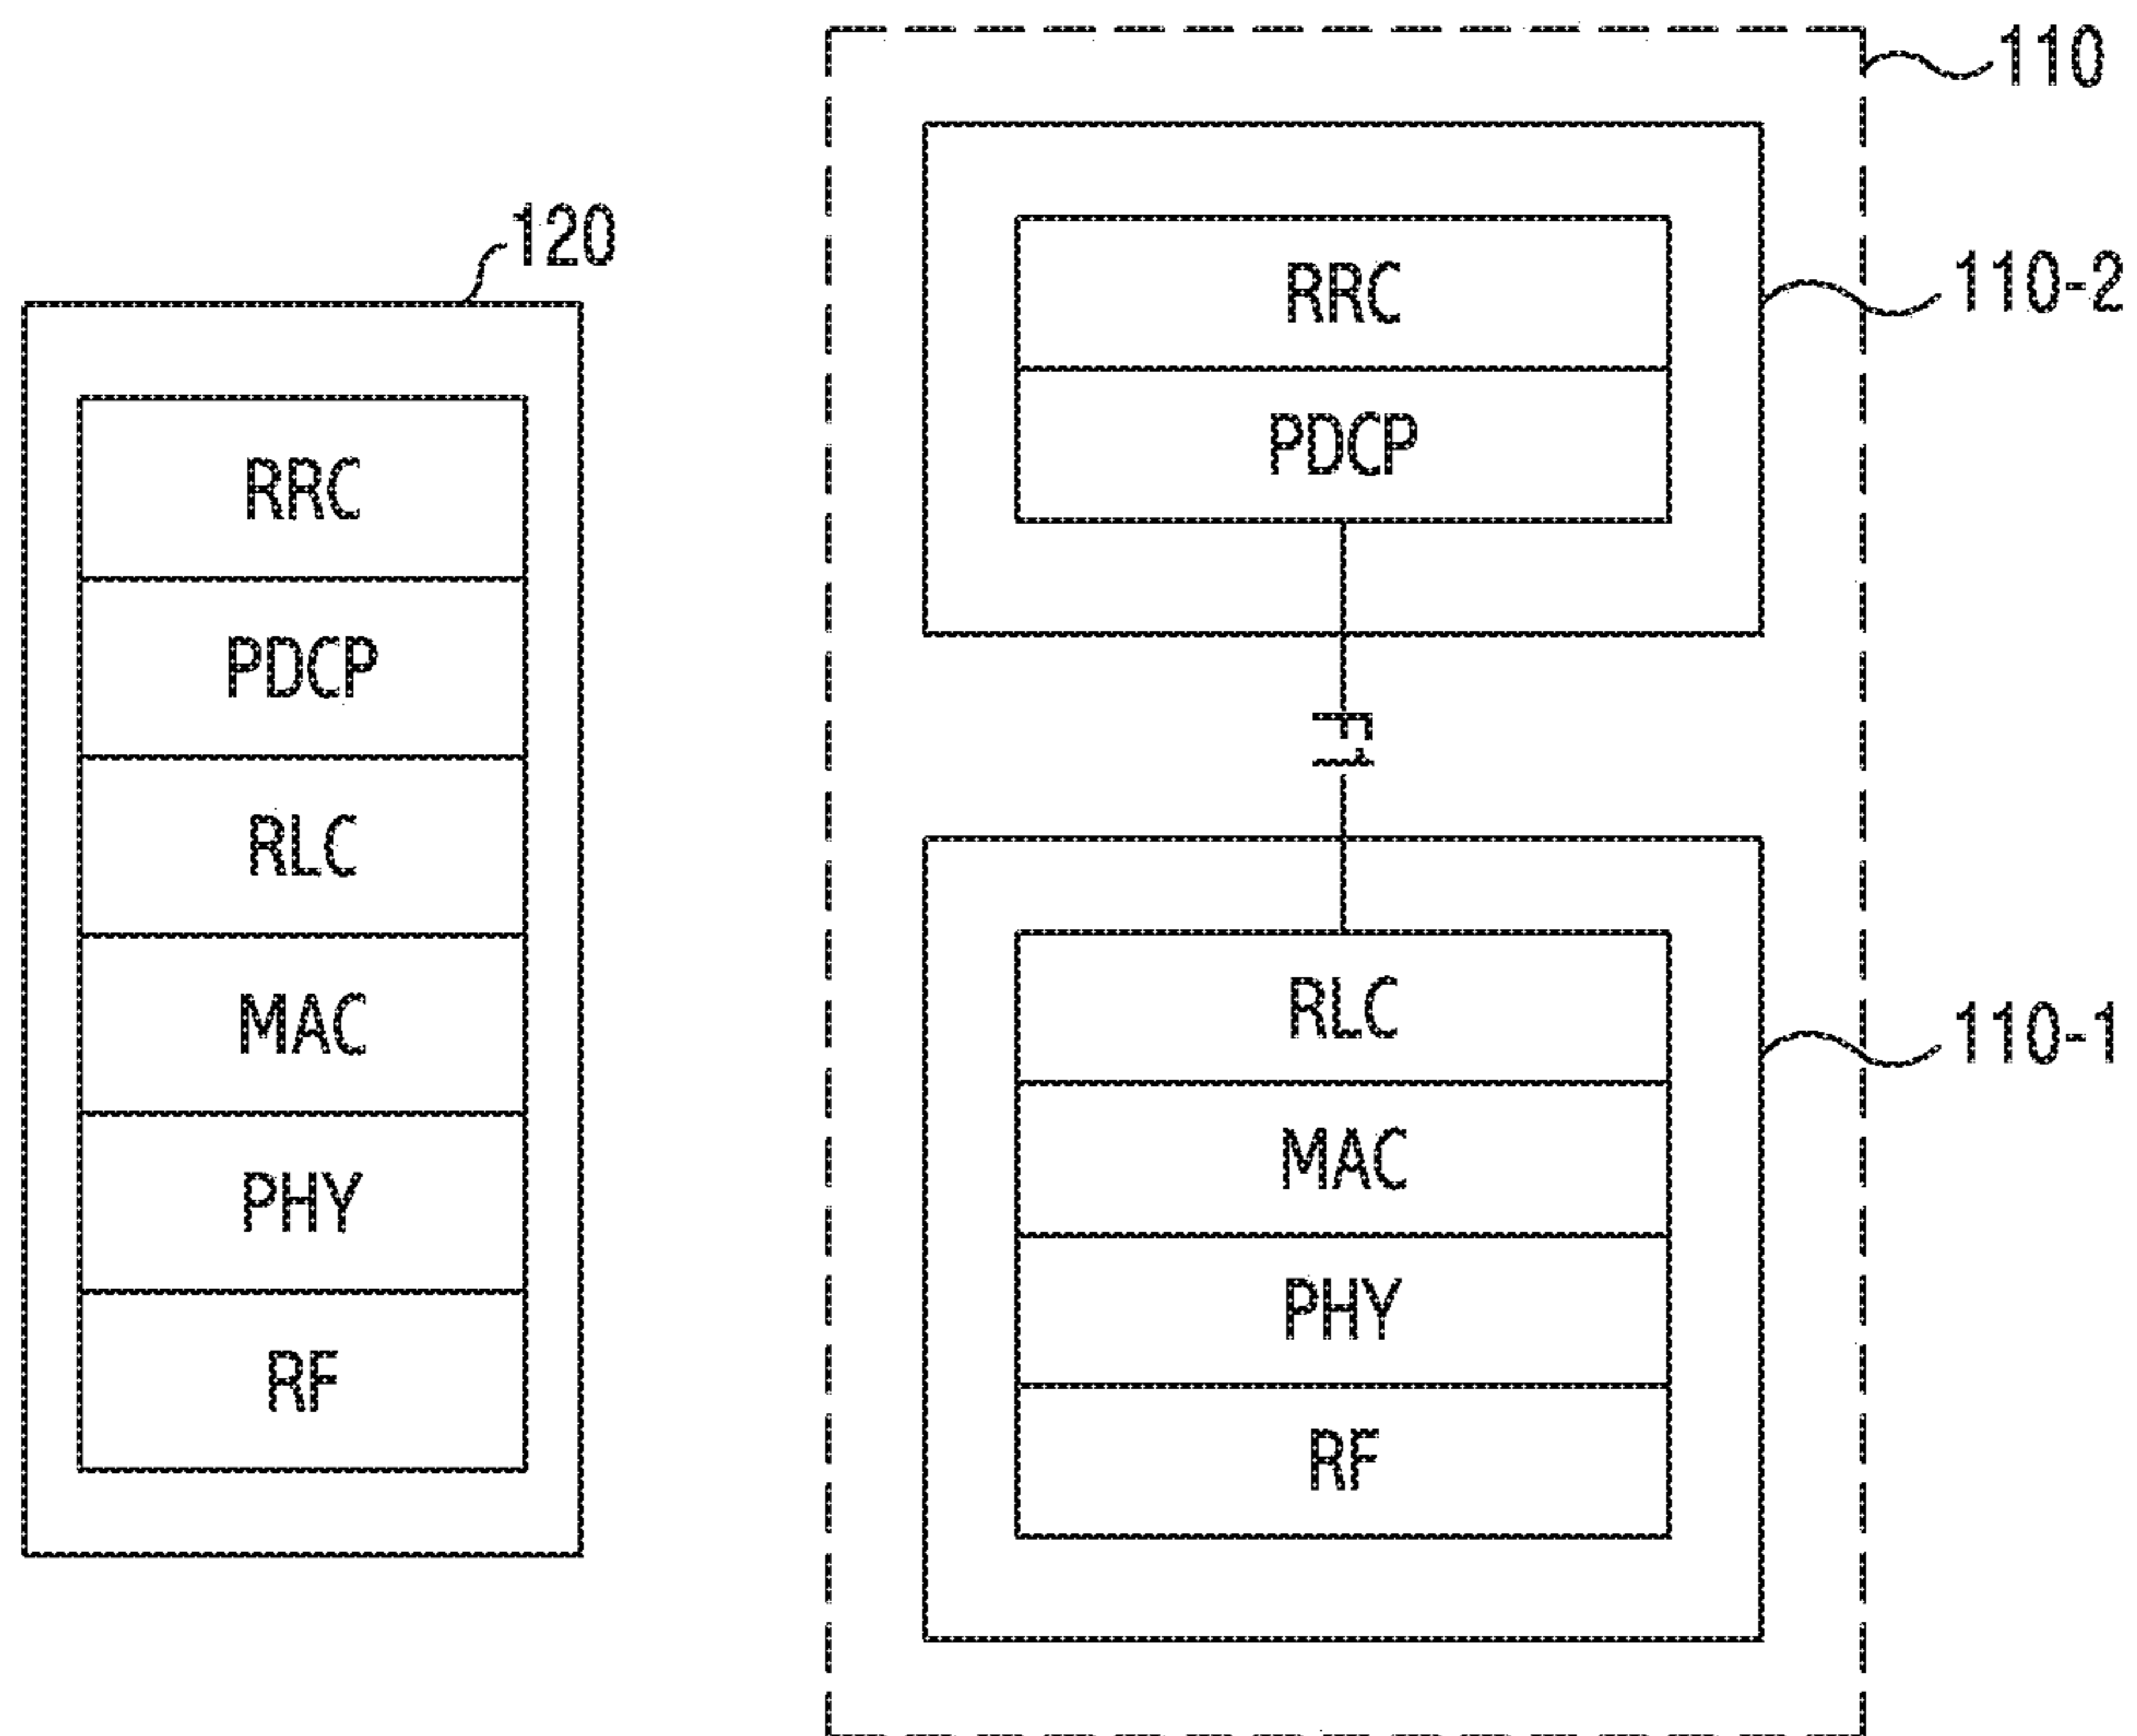 120
RRC
PDCP
RLC
MAC
PHY
RF
110
RRC
PDCP
110-2
F1
RLC
MAC
PHY
RF
110-1